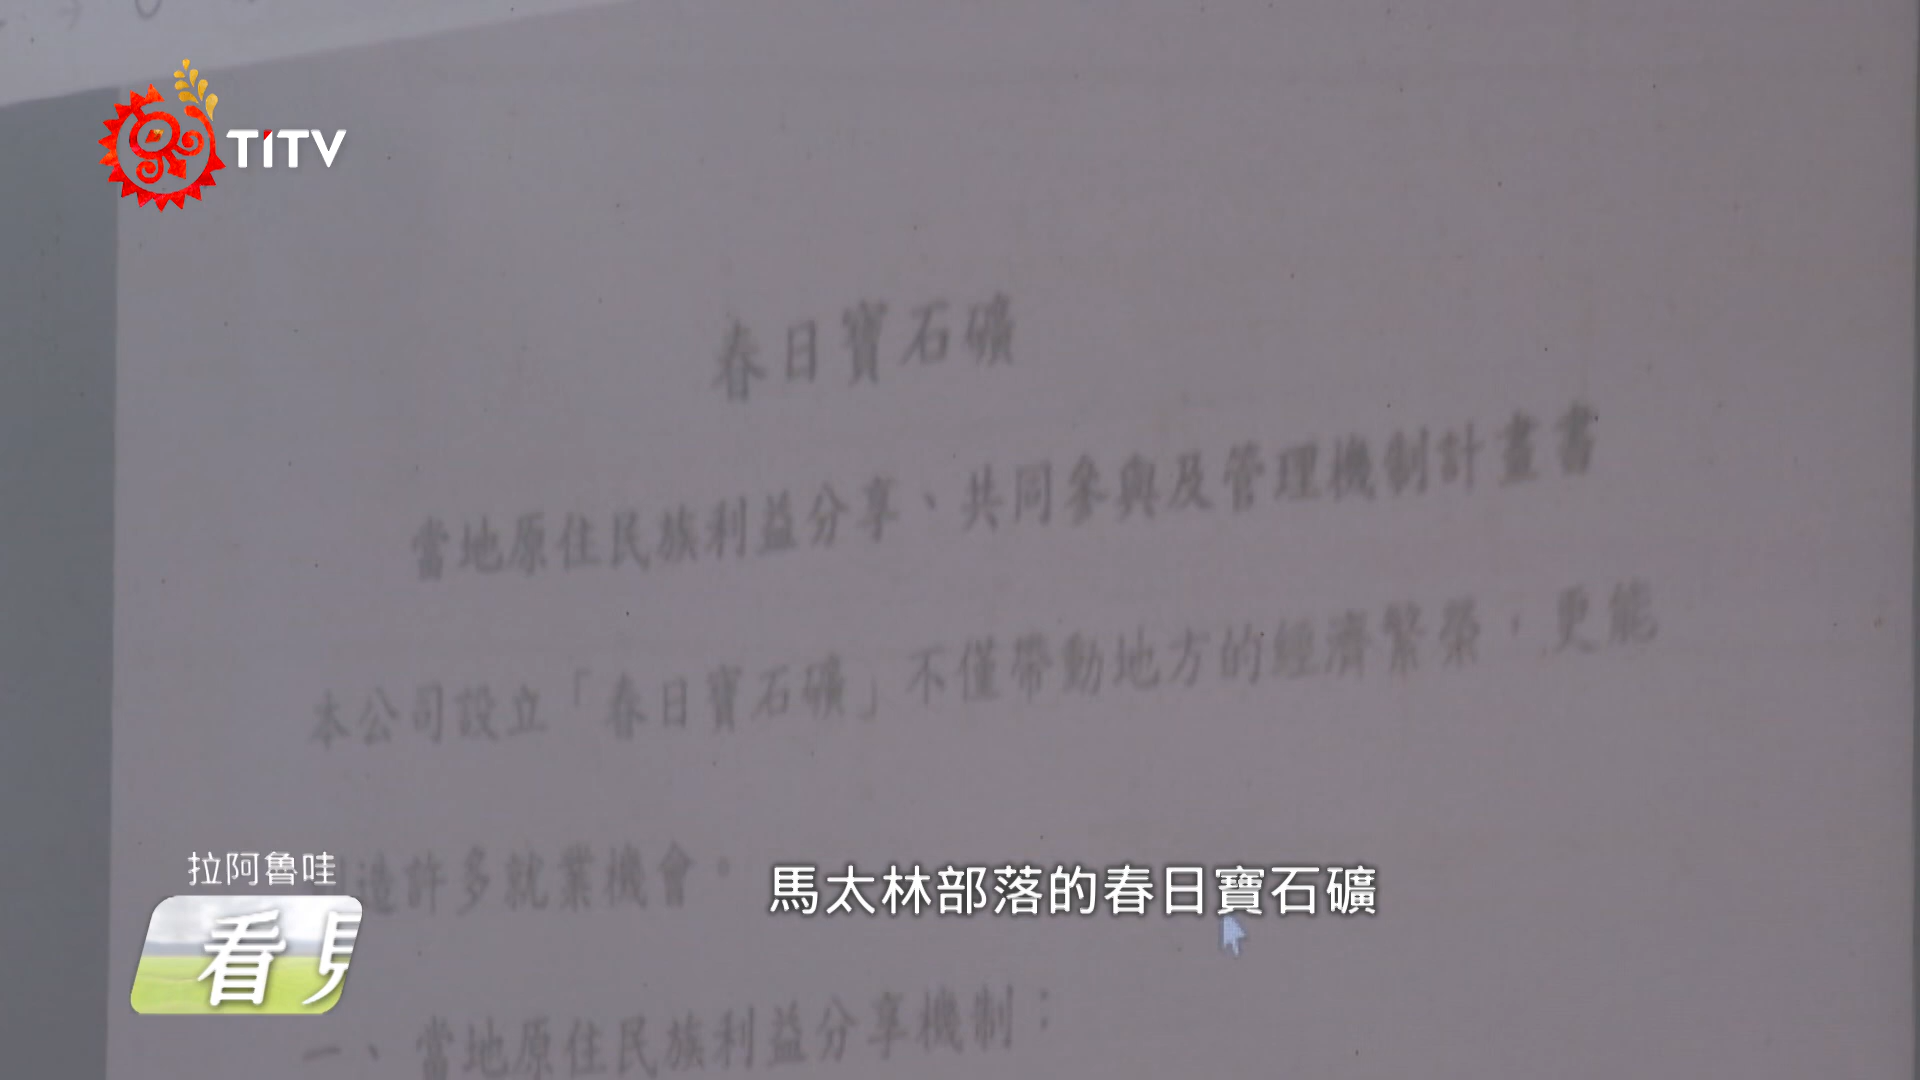 TiTV
春日寶石礦
當地原住民族利益分享、共同參與及管理機制計畫書
本公司設立「春日寶石礦」不僅帶動地方的經濟繁榮，更能
造許多就業機會。
拉阿魯哇
馬太林部落的春日寶石礦
看見
一、當地原住民族利益分享機制：